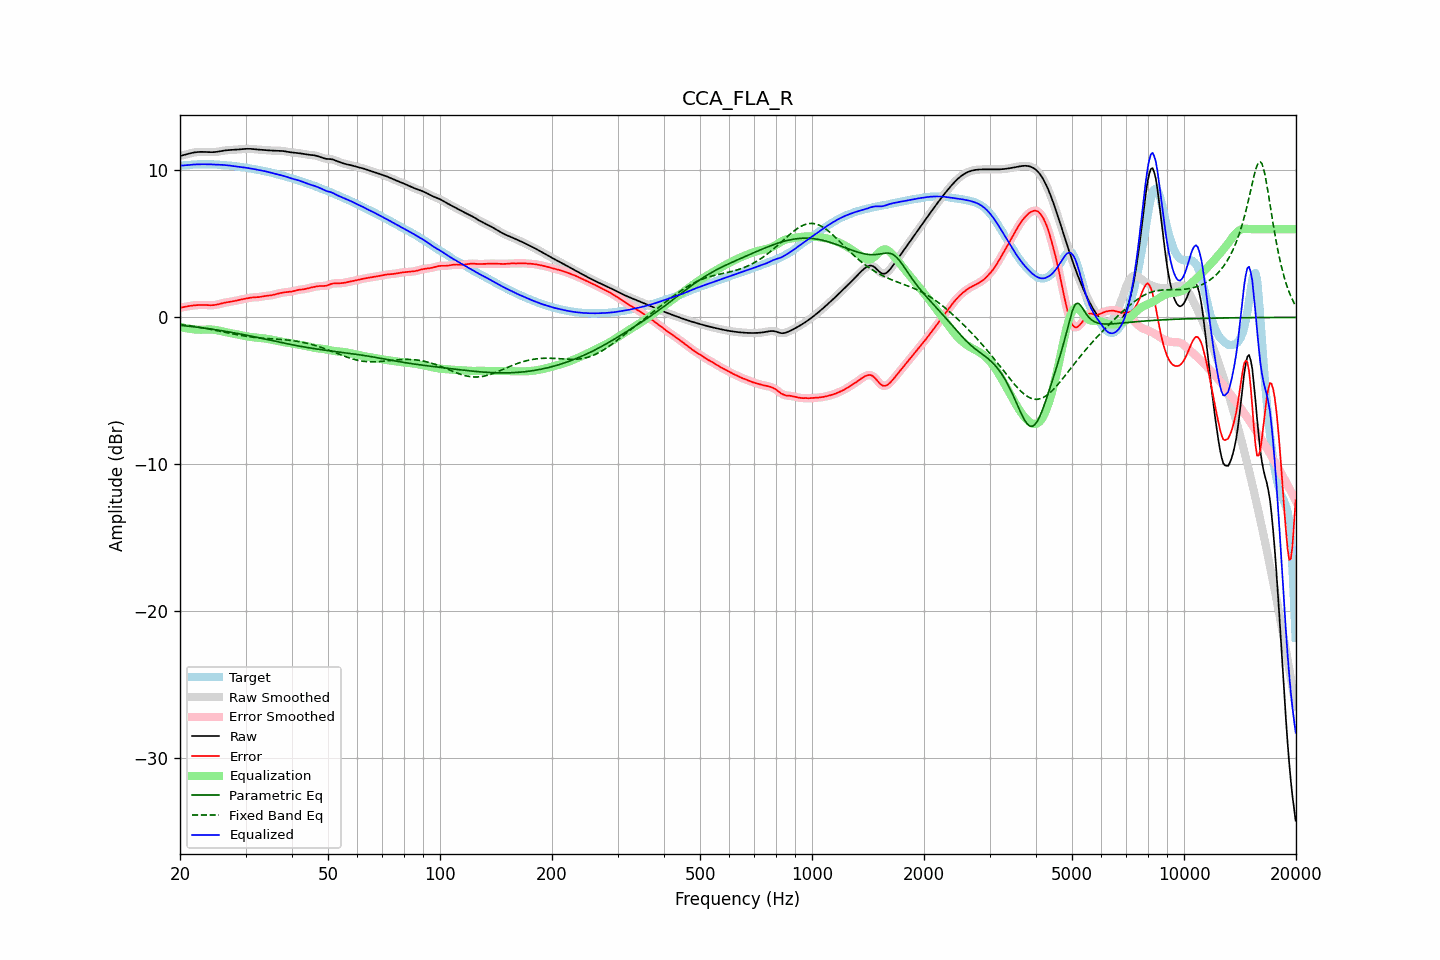 CCA_FLA_R
Amplitude (dBr)
10
0
−10
−20
−30
Target
Raw Smoothed
Error Smoothed
Raw
Error
Equalization
Parametric Eq
Fixed Band Eq
Equalized
20 50 100 200 500 1000 2000 5000 10000 20000
Frequency (Hz)